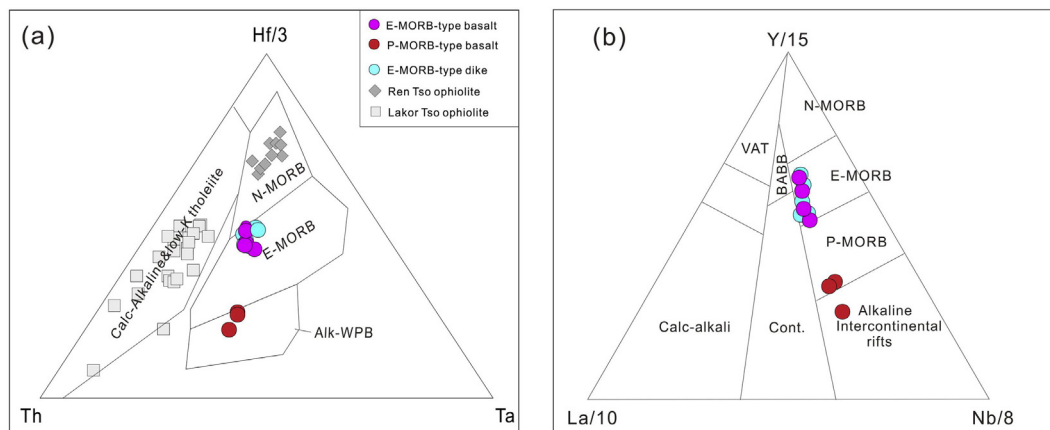 (a)
Hf/3
E-MORB-type basalt
P-MORB-type basalt
E-MORB-type dike
Ren Tso ophiolite
Lakor Tso ophiolite
Calc-Alkaline&low-K tholeiite
N-MORB
E-MORB
Alk-WPB
Th
Ta
(b)
Y/15
N-MORB
VAT
BABB
E-MORB
P-MORB
Calc-alkali
Cont.
Alkaline
Intercontinental
rifts
La/10
Nb/8